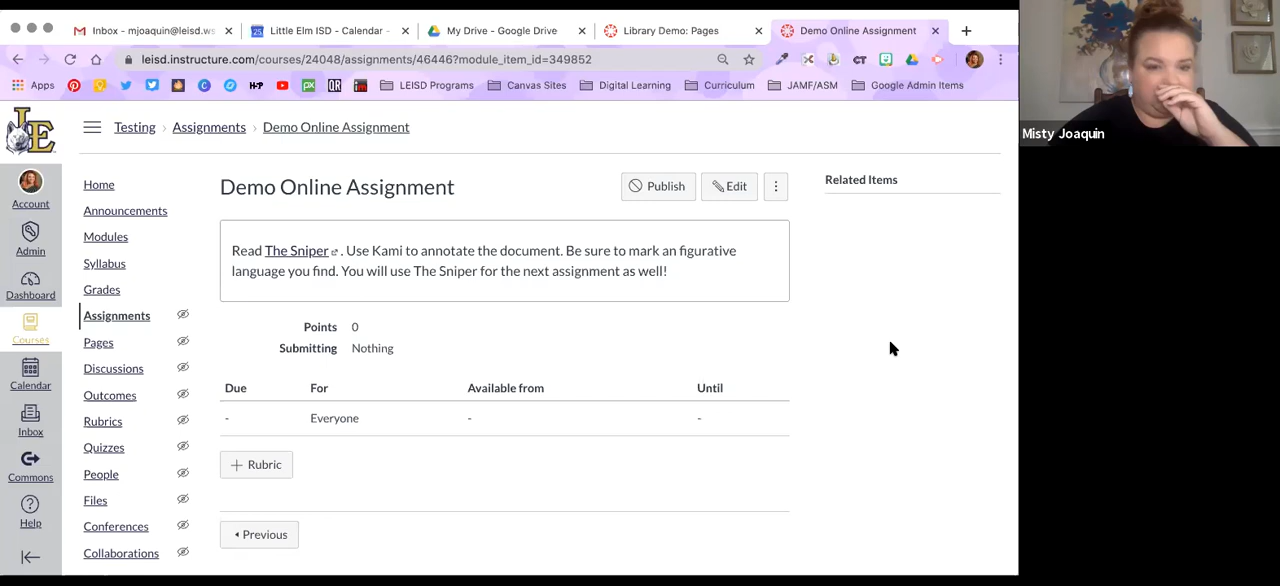 Inbox - mjoaquin@leisd.ws
Little Elm ISD - Calendar -
My Drive - Google Drive
Library Demo: Pages
Demo Online Assignment
leisd.instructure.com/courses/24048/assignments/46446?module_item_id=349852
Apps
LEISD Programs
Canvas Sites
Digital Learning
Curriculum
JAMF/ASM
Google Admin Items
Misty Joaquin
LE
Testing › Assignments › Demo Online Assignment
Account
Admin
Dashboard
Courses
Calendar
Inbox
Commons
Help
Home
Announcements
Modules
Syllabus
Grades
Assignments
Pages
Discussions
Outcomes
Rubrics
Quizzes
People
Files
Conferences
Collaborations
Demo Online Assignment
Publish
Edit
Related Items
Read The Sniper . Use Kami to annotate the document. Be sure to mark an figurative
language you find. You will use The Sniper for the next assignment as well!
Points 0
Submitting Nothing
Due For Available from Until
- Everyone - -
+ Rubric
Previous